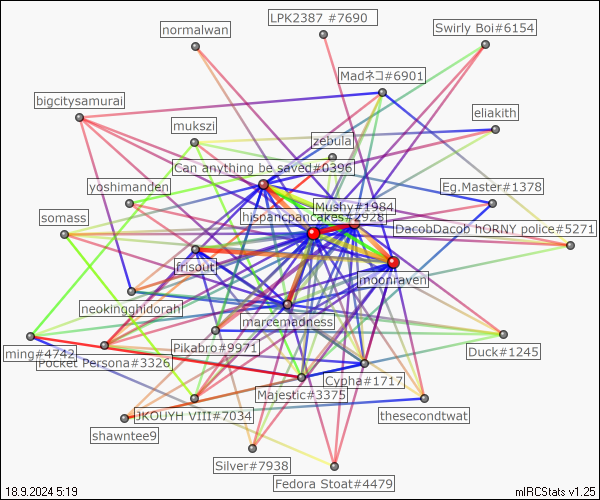 LPK2387 #7690
normalwan
Swirly Boi#6154
Madネコ#6901
bigcitysamurai
eliakith
mukszi
zebula
Can anything be saved#0396
yoshimanden
Eg.Master#1378
Mushy#1984
somass
hispancpancakes#2928
DacobDacob hORNY police#5271
frisout
moonraven
neokingghidorah
marcemadness
Pikabro#9971
ming#4742
Duck#1245
Pocket Persona#3326
Cypha#1717
Majestic#3375
JKOUYH VIII#7034
thesecondtwat
shawntee9
Silver#7938
Fedora Stoat#4479
18.9.2024 5:19
mIRCStats v1.25